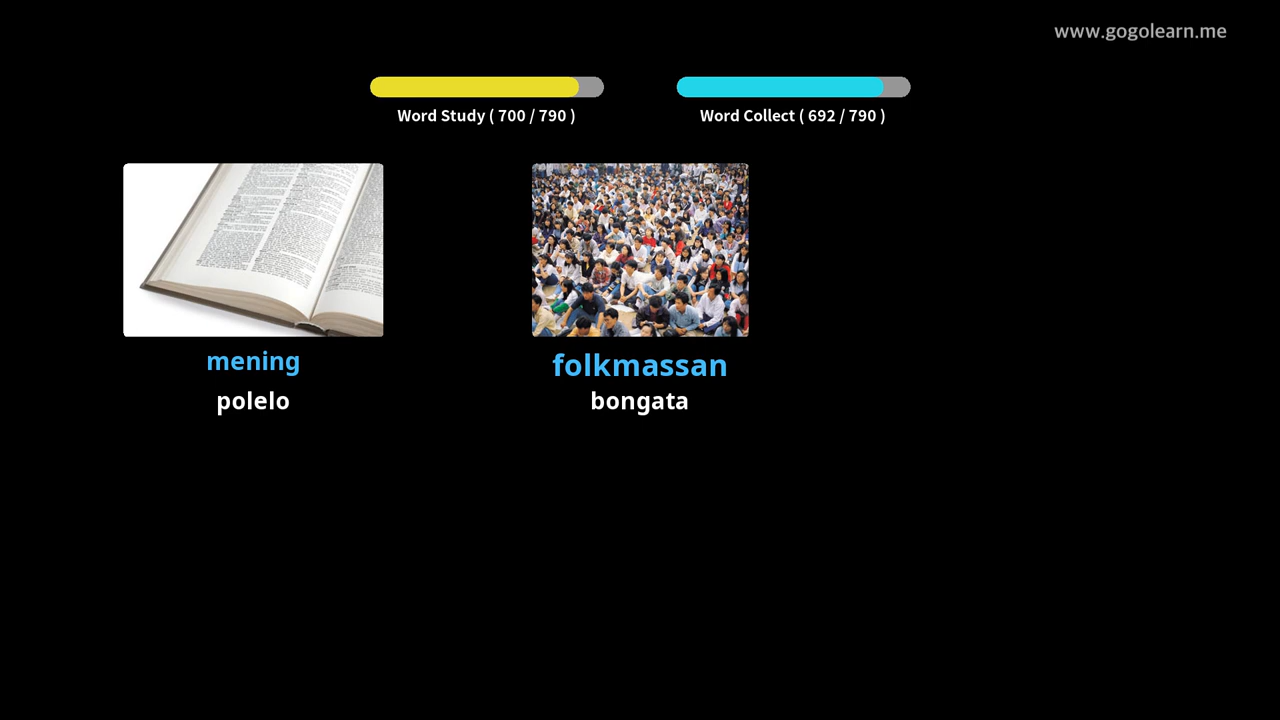 www.gogolearn.me
Word Study ( 700 / 790 )
Word Collect ( 692 / 790 )
mening
polelo
folkmassan
bongata